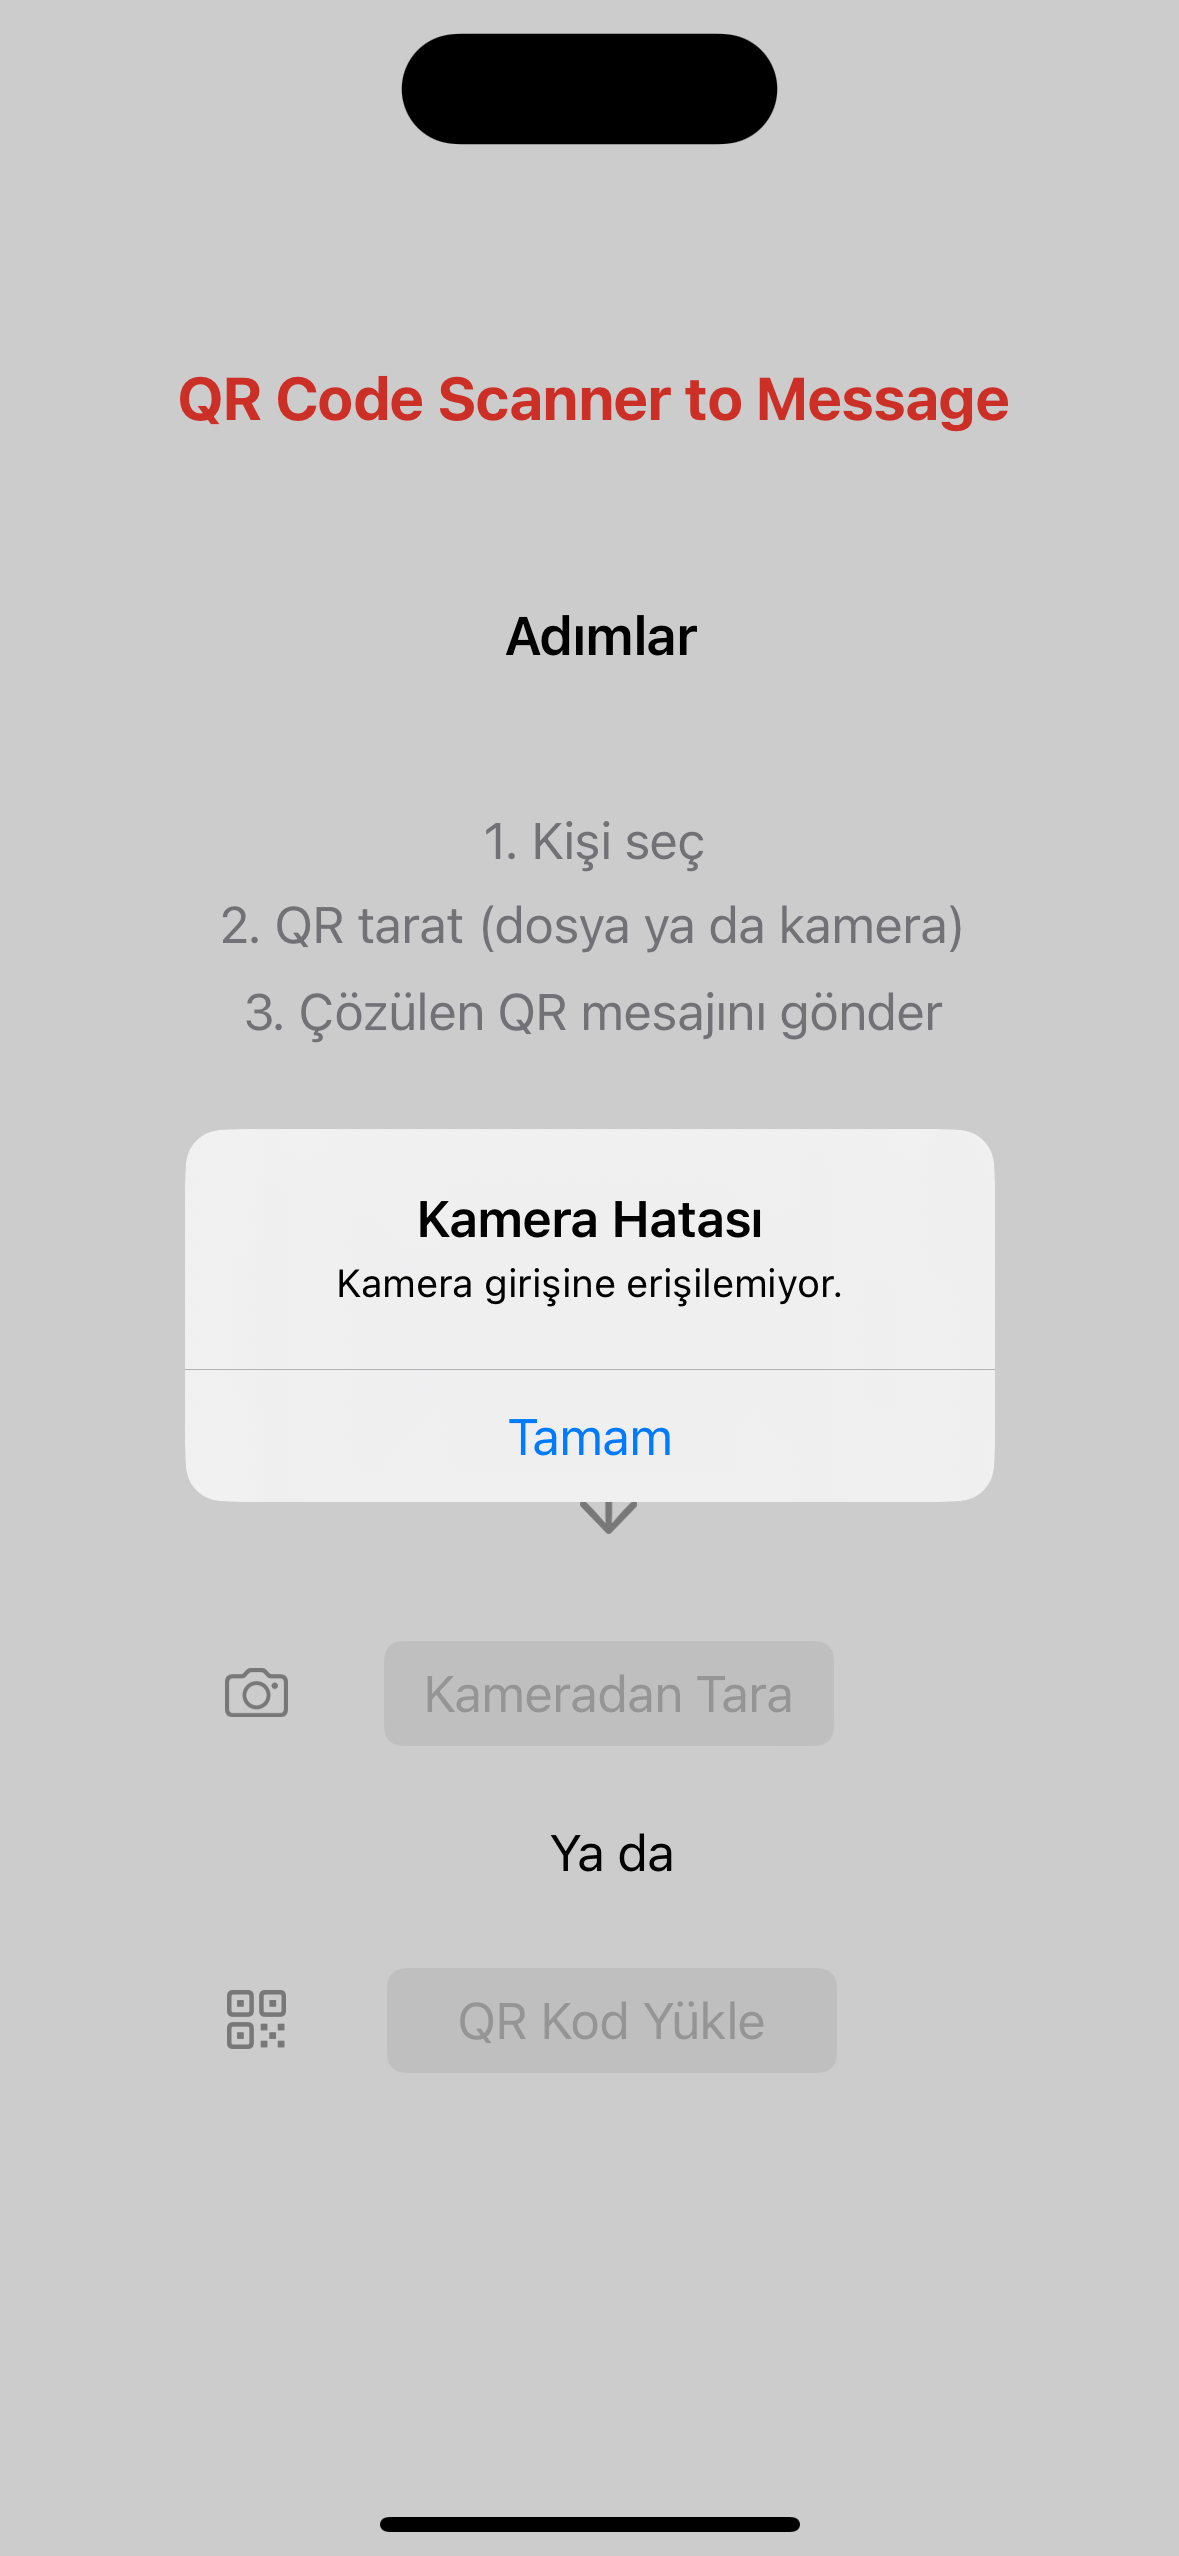 QR Code Scanner to Message
Adımlar
1. Kişi seç
2. QR tarat (dosya ya da kamera)
3. Çözülen QR mesajını gönder
Kamera Hatası
Kamera girişine erişilemiyor.
Tamam
Kameradan Tara
Ya da
QR Kod Yükle